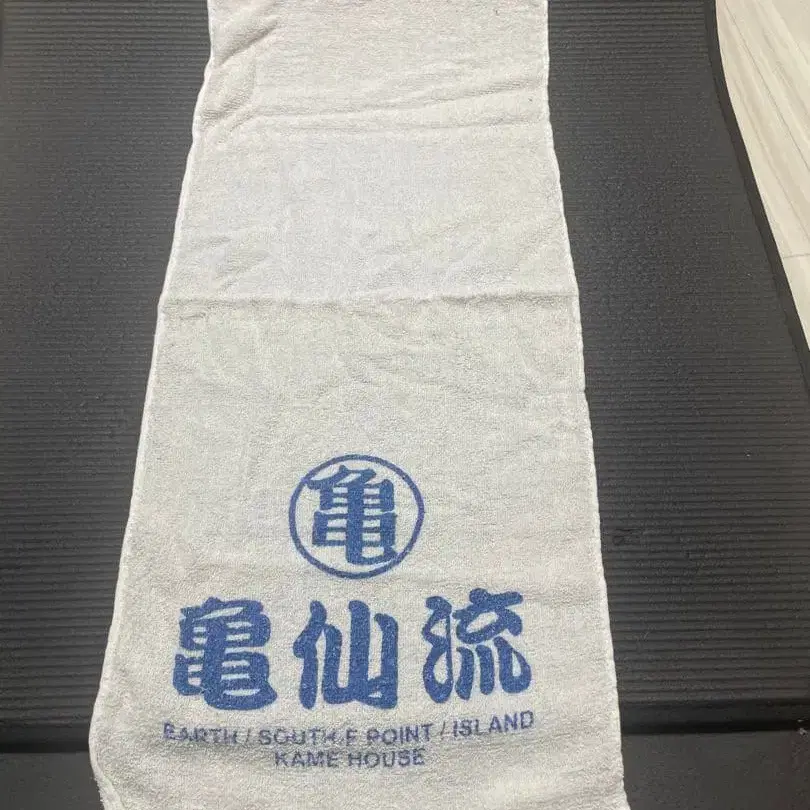 亀
亀仙流
EARTH / SOUTH.F POINT / ISLAND
KAME HOUSE